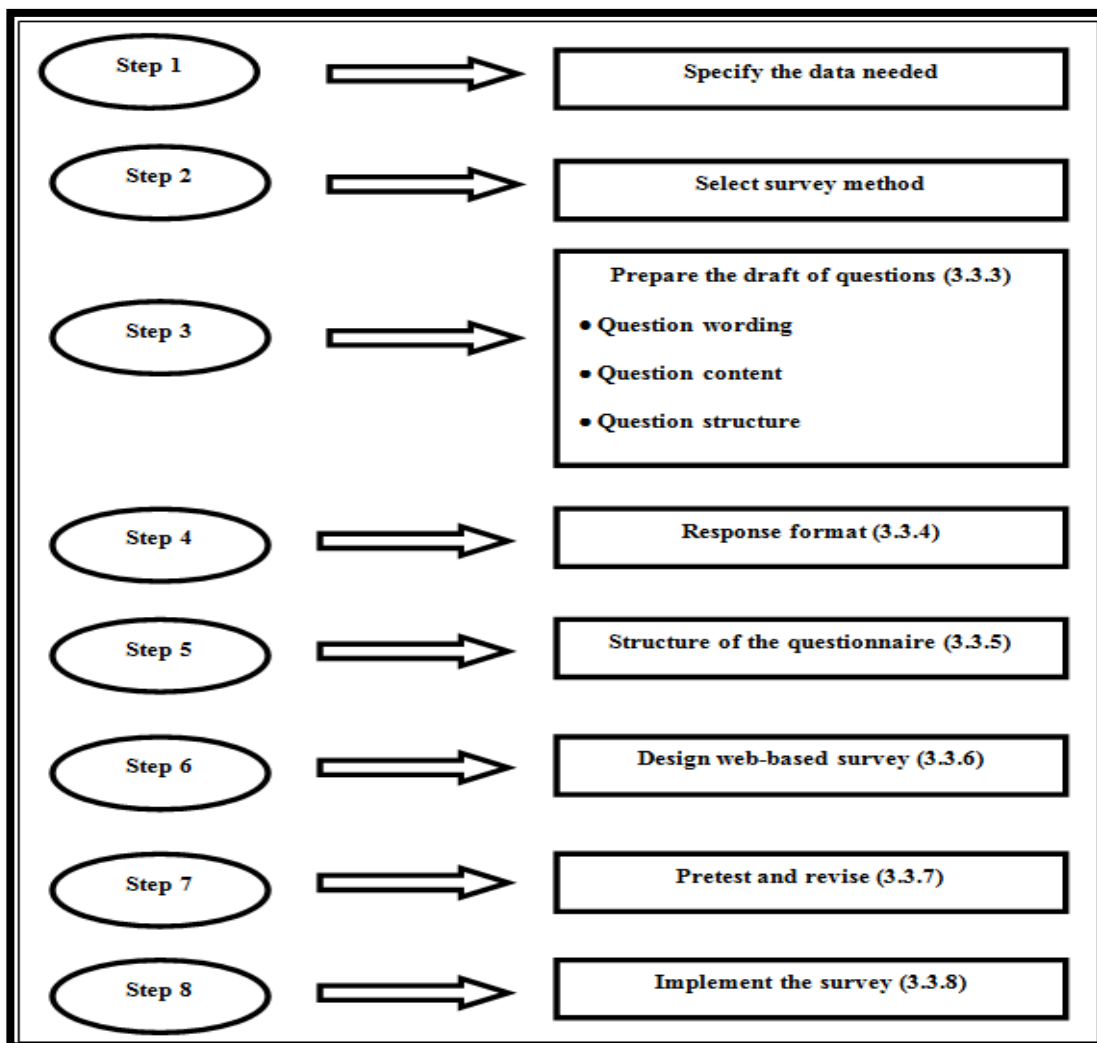 Step 1
Specify the data needed
Step 2
Select survey method
Step 3
Prepare the draft of questions (3.3.3)
• Question wording
• Question content
• Question structure
Step 4
Response format (3.3.4)
Step 5
Structure of the questionnaire (3.3.5)
Step 6
Design web-based survey (3.3.6)
Step 7
Pretest and revise (3.3.7)
Step 8
Implement the survey (3.3.8)